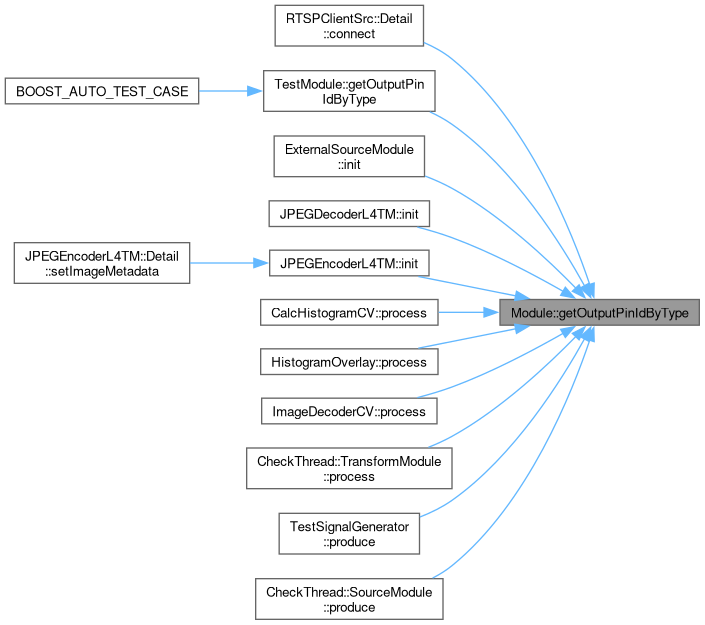 RTSPClientSrc::Detail
::connect
BOOST_AUTO_TEST_CASE
TestModule::getOutputPin
IdByType
ExternalSourceModule
::init
JPEGDecoderL4TM::init
JPEGEncoderL4TM::Detail
::setImageMetadata
JPEGEncoderL4TM::init
CalcHistogramCV::process
Module::getOutputPinIdByType
HistogramOverlay::process
ImageDecoderCV::process
CheckThread::TransformModule
::process
TestSignalGenerator
::produce
CheckThread::SourceModule
::produce